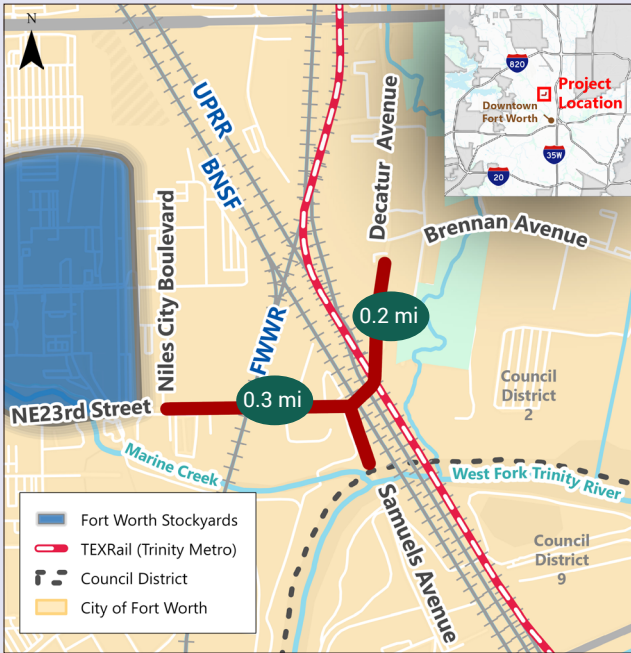 N
820
Project
Location
Downtown
Fort Worth
35W
20
UPRR
BNSF
Decatur Avenue
Brennan Avenue
Niles City Boulevard
0.2 mi
FWWR
0.3 mi
NE23rd Street
Council
District
2
Marine Creek
West Fork Trinity River
Samuels Avenue
Council
District
9
Fort Worth Stockyards
TEXRail (Trinity Metro)
Council District
City of Fort Worth